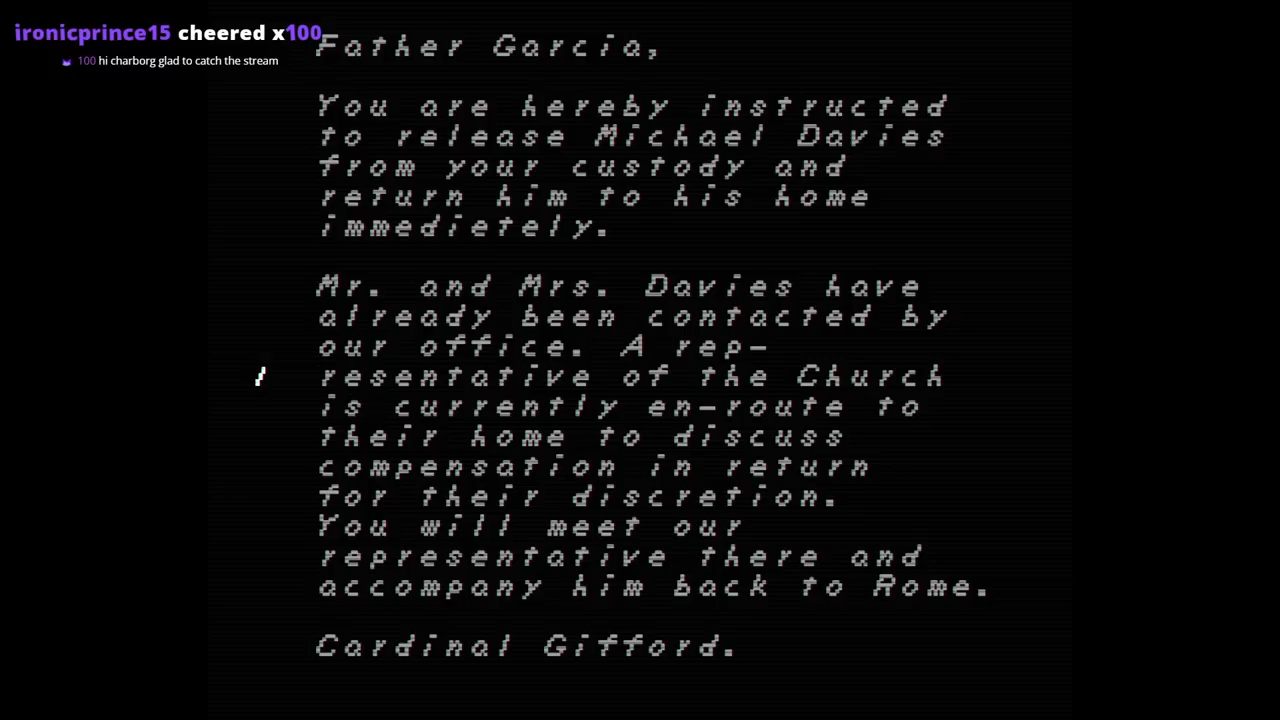 ironicprince15 cheered x100
100 hi charborg glad to catch the stream
Father Garcia,
You are hereby instructed
to release Michael Davies
from your custody and
return him to his home
immedietely.
Mr. and Mrs. Davies have
already been contacted by
our office. A rep-
resentative of the Church
is currently en-route to
their home to discuss
compensation in return
for their discretion.
You will meet our
representative there and
accompany him back to Rome.
Cardinal Gifford.